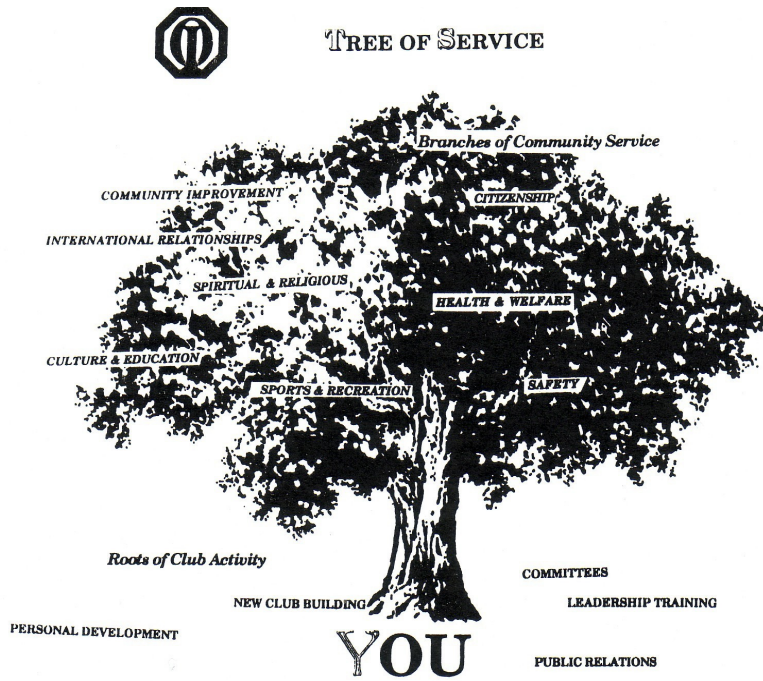 TREE OF SERVICE
Branches of Community Service
COMMUNITY IMPROVEMENT
CITIZENSHIP
INTERNATIONAL RELATIONSHIPS
SPIRITUAL & RELIGIOUS
HEALTH & WELFARE
CULTURE & EDUCATION
SPORTS & RECREATION
SAFETY
Roots of Club Activity
COMMITTEES
NEW CLUB BUILDING
LEADERSHIP TRAINING
PERSONAL DEVELOPMENT
YOU
PUBLIC RELATIONS